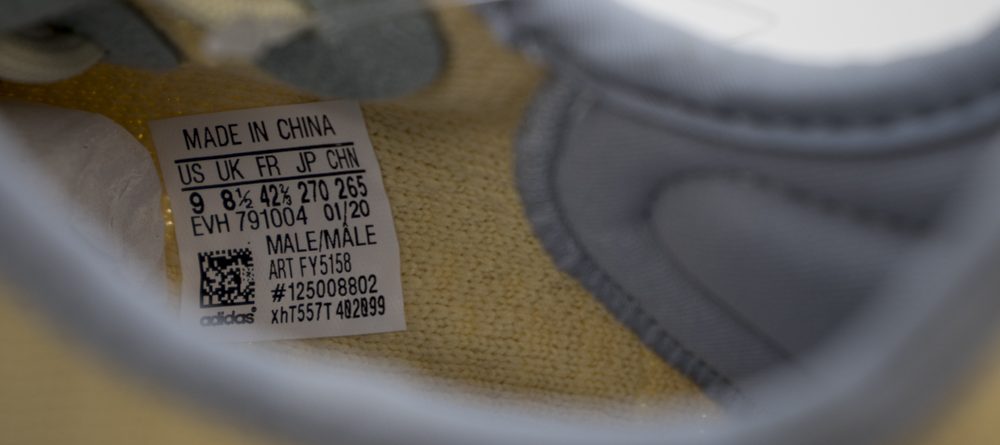 MADE IN CHINA
US UK FR JP CHN
9 8½ 42⅔ 270 265
EVH 791004 01/20
MALE/MÂLE
ART FY5158
#125008802
xhT557T 402099
adidas